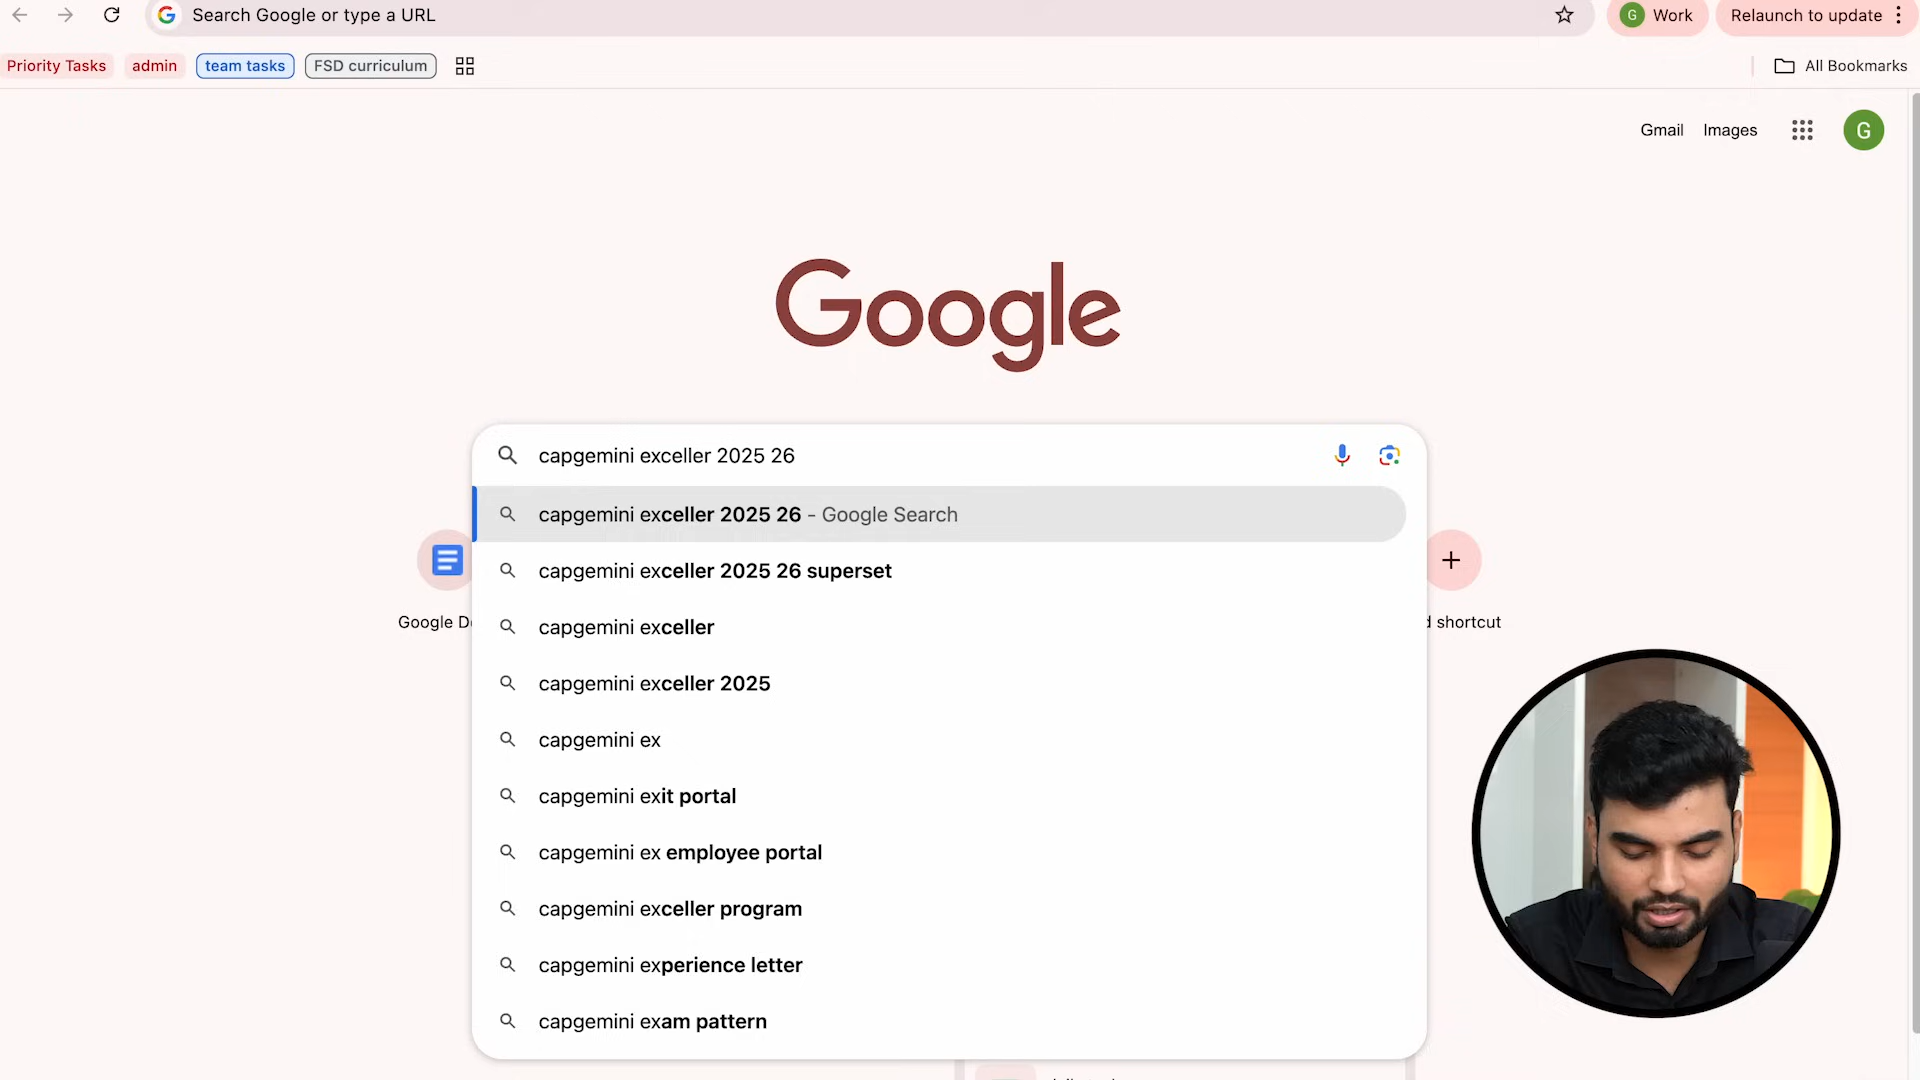 Search Google or type a URL
G Work
Relaunch to update
Priority Tasks
admin
team tasks
FSD curriculum
All Bookmarks
Gmail
Images
G
Google
capgemini exceller 2025 26
capgemini exceller 2025 26 - Google Search
capgemini exceller 2025 26 superset
capgemini exceller
capgemini exceller 2025
capgemini ex
capgemini exit portal
capgemini ex employee portal
capgemini exceller program
capgemini experience letter
capgemini exam pattern
Google
shortcut